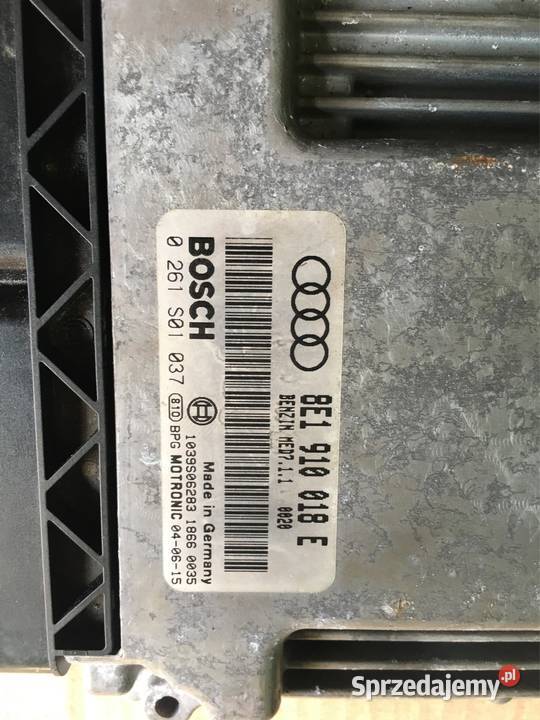 8E1 910 018 E
BENZIN MED7.1.1 0020
BOSCH
0 261 S01 037
Made in Germany
1039S06283 1866 0035
810 BPG MOTRONIC 04-06-15
Sprzedajemy.pl